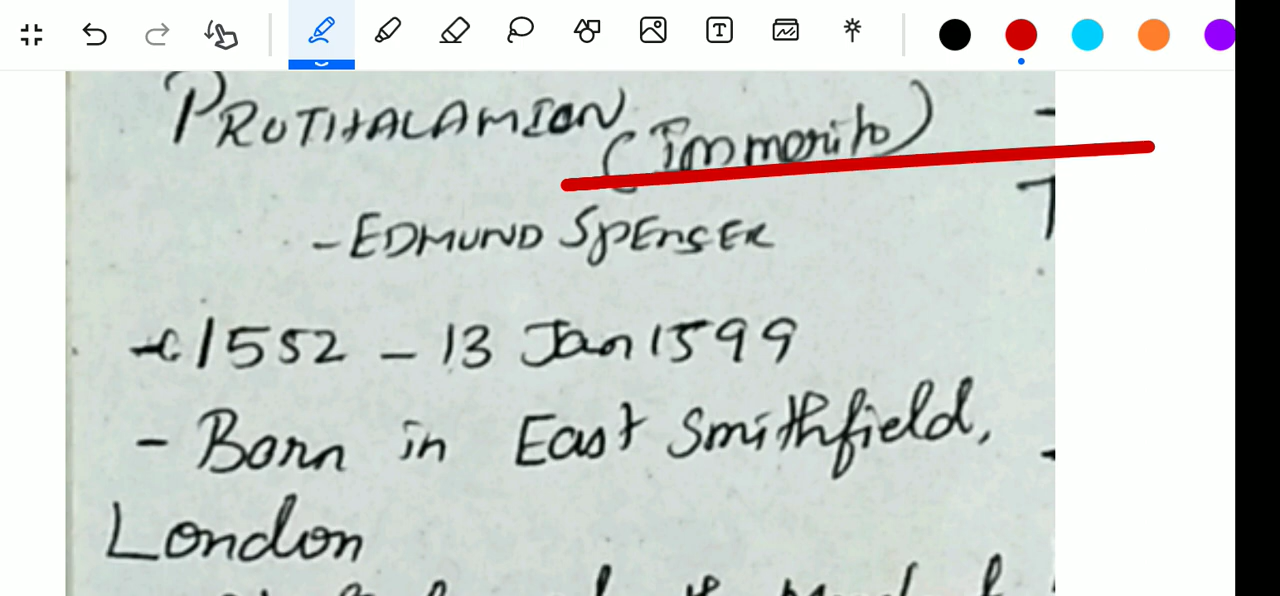 PROTHALAMION
(Immerito)
- EDMUND SPENSER
-c 1552 - 13 Jan 1599
- Born in East Smithfield,
London